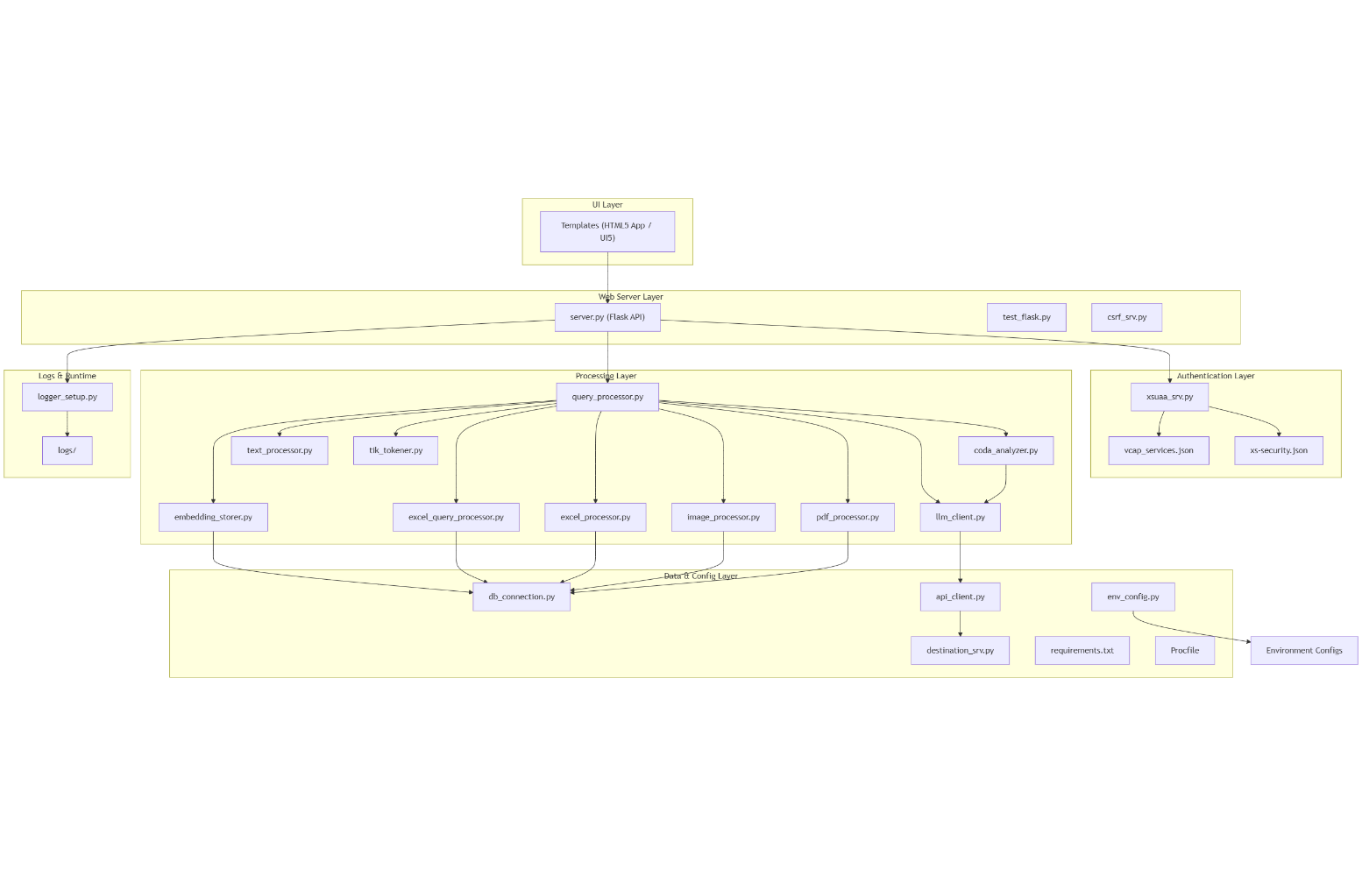 UI Layer
Templates (HTML5 App /
UI5)
Web Server Layer
server.py (Flask API)
test_flask.py
csrf_srv.py
Logs & Runtime
logger_setup.py
logs/
Processing Layer
query_processor.py
text_processor.py
tik_tokener.py
coda_analyzer.py
embedding_storer.py
excel_query_processor.py
excel_processor.py
image_processor.py
pdf_processor.py
llm_client.py
Authentication Layer
xsuaa_srv.py
vcap_services.json
xs-security.json
Data & Config Layer
db_connection.py
api_client.py
env_config.py
destination_srv.py
requirements.txt
Procfile
Environment Configs